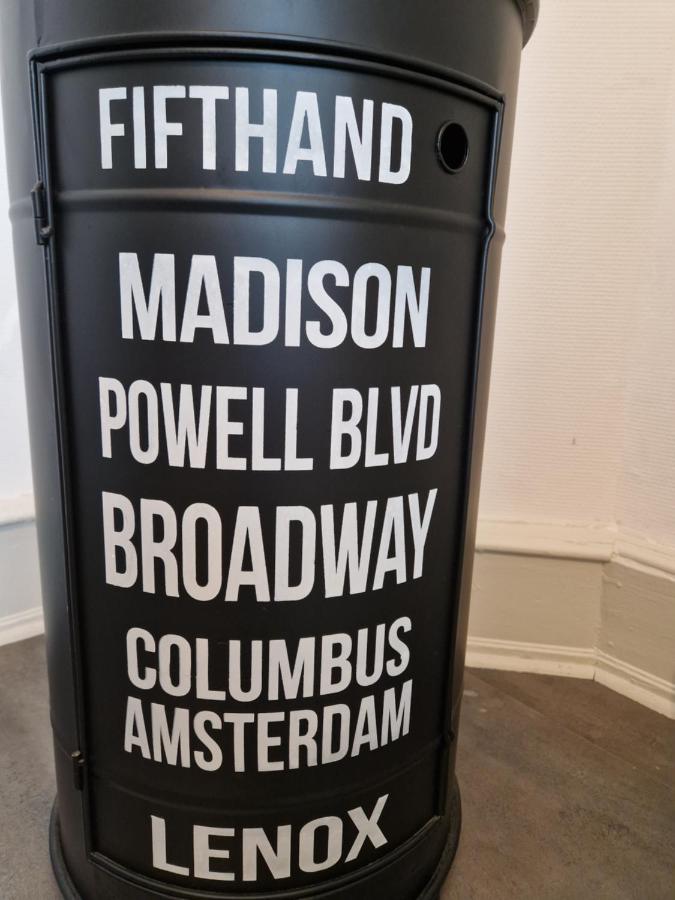 FIFTHAND
MADISON
POWELL BLVD
BROADWAY
COLUMBUS
AMSTERDAM
LENOX